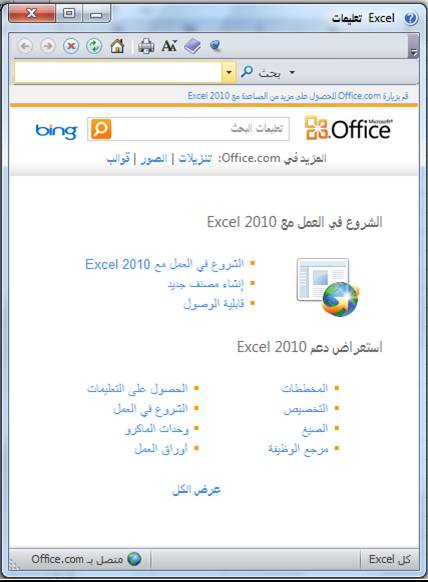 تعليمات Excel
بحث
قم بزيارة Office.com للحصول على مزيد من المساعدة مع Excel 2010
Microsoft®
Office
تعليمات البحث
bing
المزيد في Office.com: تنزيلات | الصور | قوالب
الشروع في العمل مع Excel 2010
الشروع في العمل مع Excel 2010
إنشاء مصنف جديد
قابلية الوصول
استعراض دعم Excel 2010
المخططات
التخصيص
الصيغ
مرجع الوظيفة
الحصول على التعليمات
الشروع في العمل
وحدات الماكرو
أوراق العمل
عرض الكل
كل Excel
متصل بـ Office.com